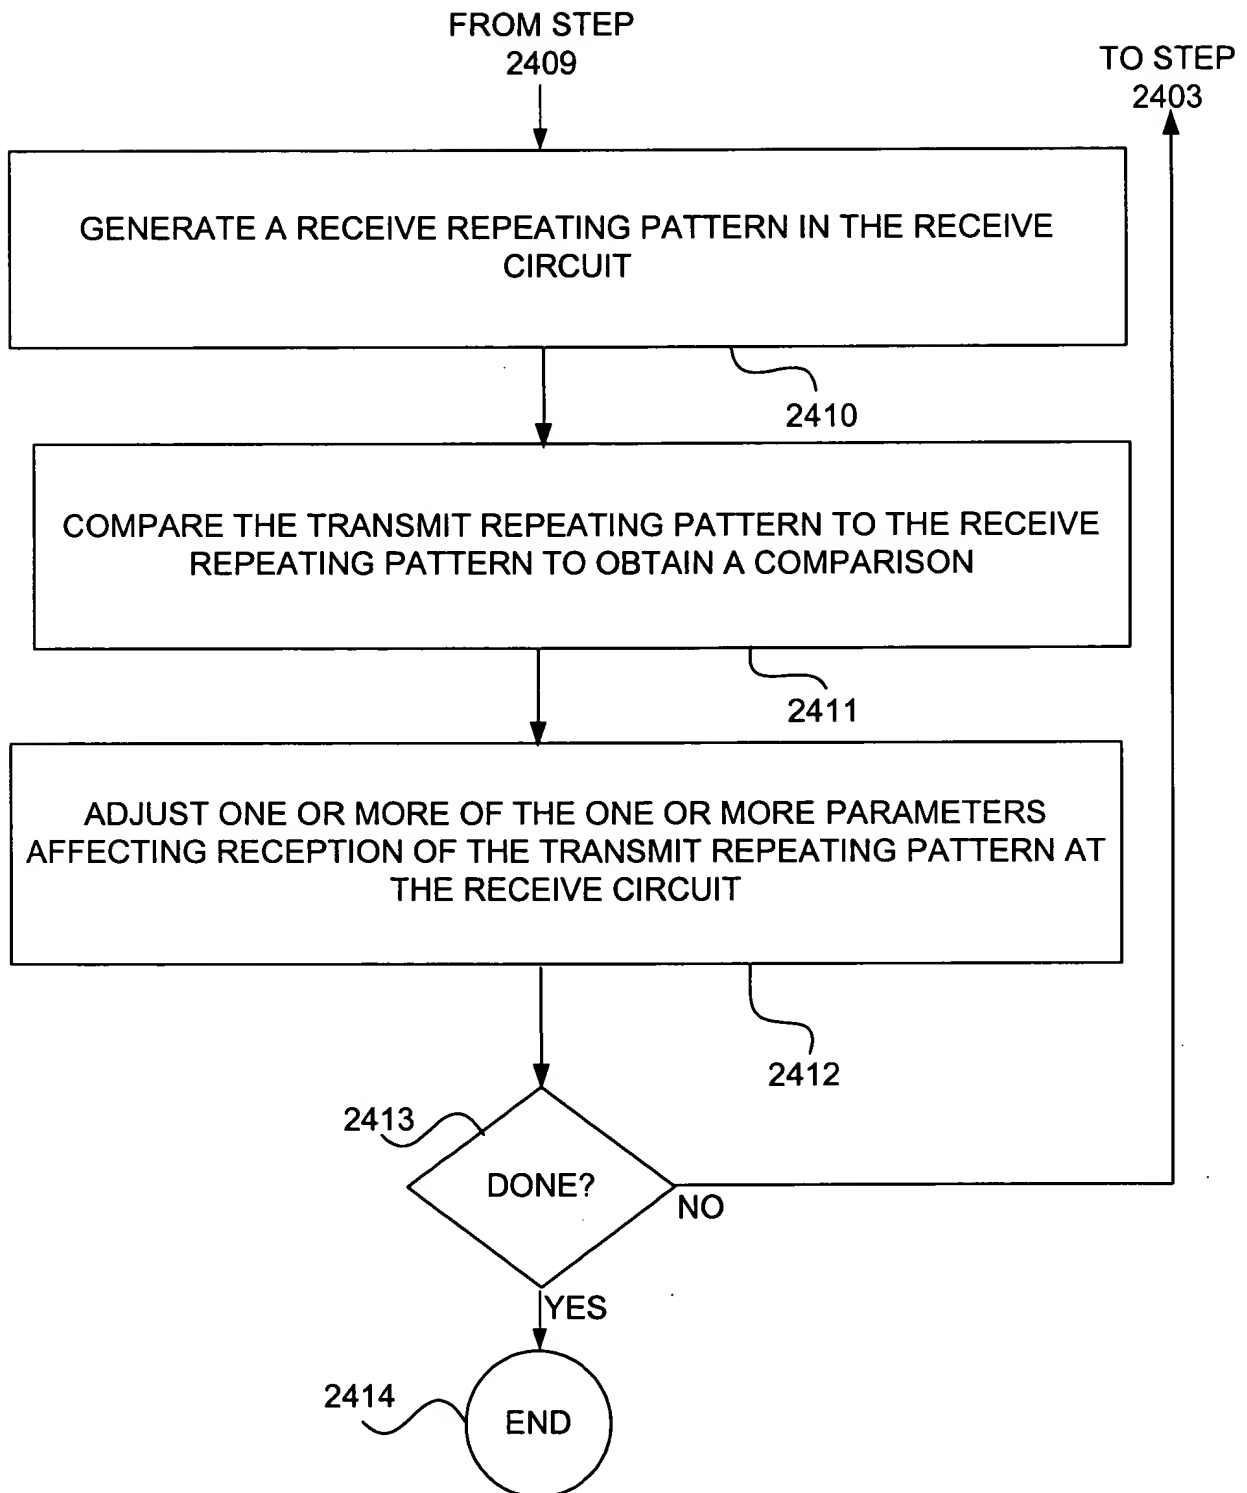 FROM STEP
2409
TO STEP
2403
GENERATE A RECEIVE REPEATING PATTERN IN THE RECEIVE
CIRCUIT
2410
COMPARE THE TRANSMIT REPEATING PATTERN TO THE RECEIVE
REPEATING PATTERN TO OBTAIN A COMPARISON
2411
ADJUST ONE OR MORE OF THE ONE OR MORE PARAMETERS
AFFECTING RECEPTION OF THE TRANSMIT REPEATING PATTERN AT
THE RECEIVE CIRCUIT
2412
2413
DONE?
NO
YES
2414
END